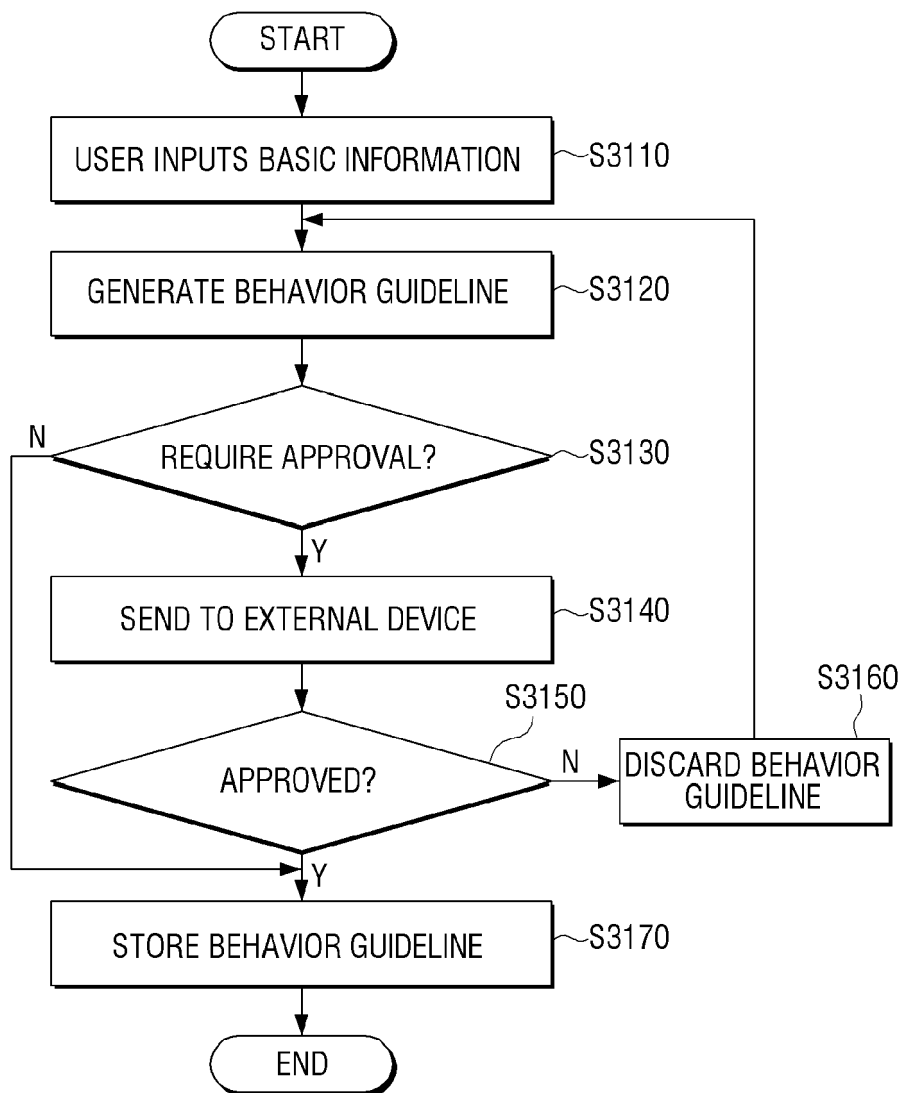 START
USER INPUTS BASIC INFORMATION
S3110
GENERATE BEHAVIOR GUIDELINE
S3120
N
REQUIRE APPROVAL?
S3130
Y
SEND TO EXTERNAL DEVICE
S3140
S3150
S3160
APPROVED?
N
DISCARD BEHAVIOR
GUIDELINE
Y
STORE BEHAVIOR GUIDELINE
S3170
END